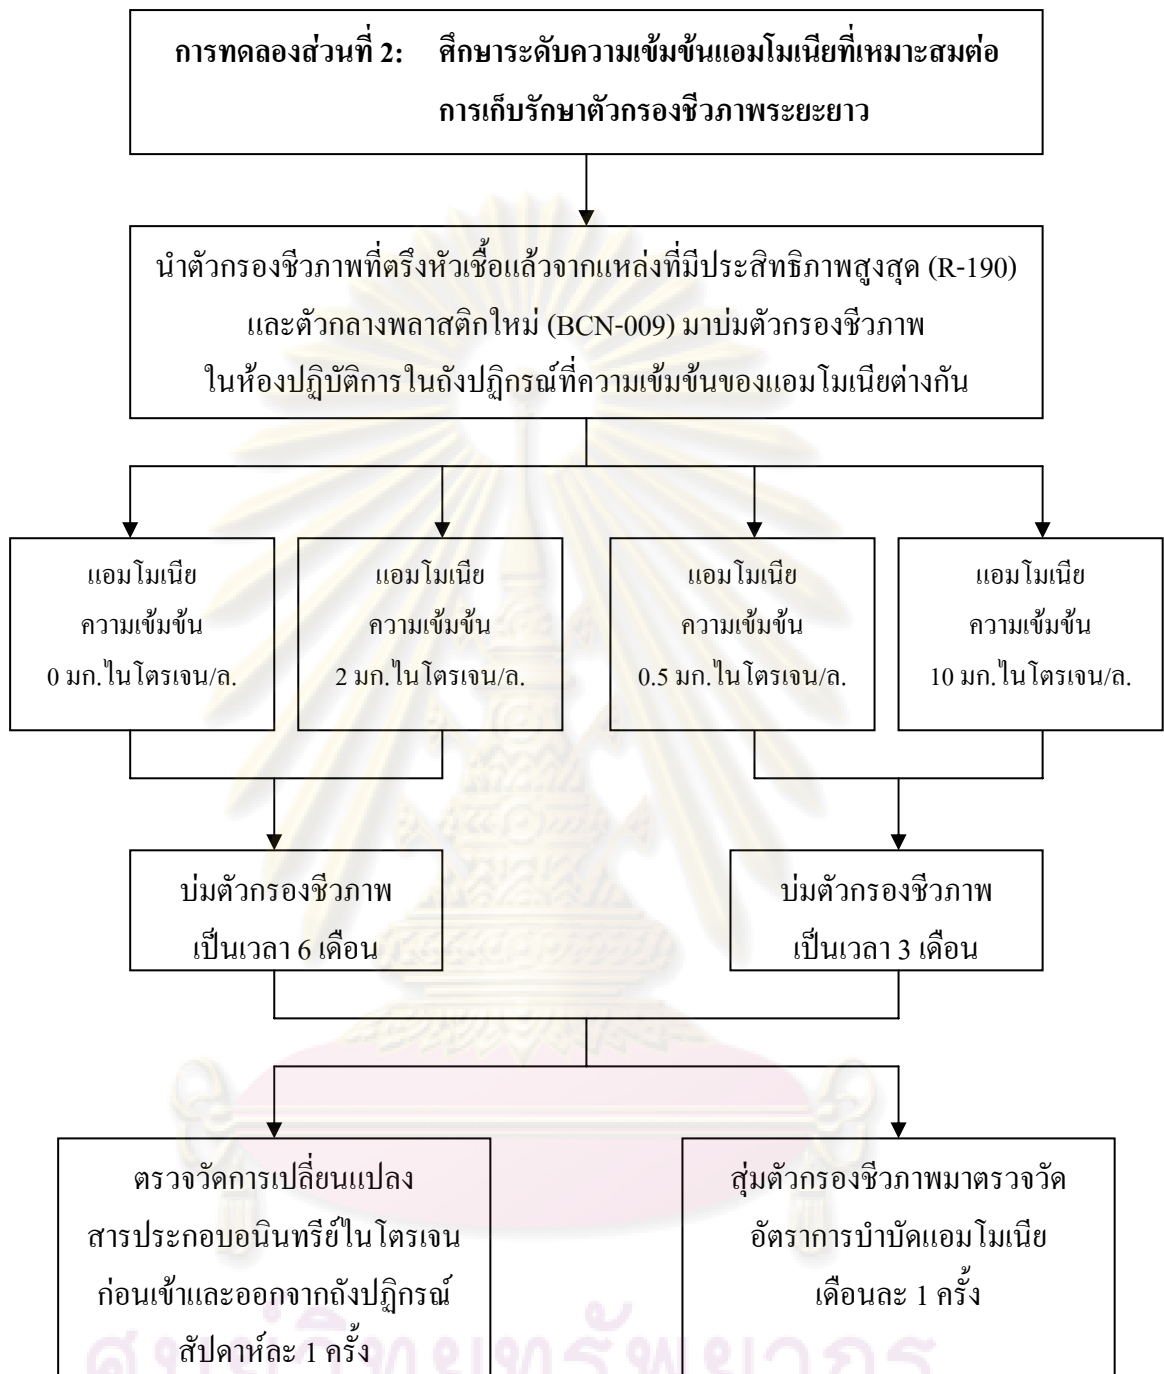 การทดลองส่วนที่ 2: ศึกษาระดับความเข้มข้นแอมโมเนียที่เหมาะสมต่อ
การเก็บรักษาตัวกรองชีวภาพระยะยาว
นำตัวกรองชีวภาพที่ตรึงหัวเชื้อแล้วจากแหล่งที่มีประสิทธิภาพสูงสุด (R-190)
และตัวกลางพลาสติกใหม่ (BCN-009) มาบ่มตัวกรองชีวภาพ
ในห้องปฏิบัติการในถังปฏิกรณ์ที่ความเข้มข้นของแอมโมเนียต่างกัน
แอมโมเนีย
ความเข้มข้น
0 มก.ไนโตรเจน/ล.
แอมโมเนีย
ความเข้มข้น
2 มก.ไนโตรเจน/ล.
แอมโมเนีย
ความเข้มข้น
0.5 มก.ไนโตรเจน/ล.
แอมโมเนีย
ความเข้มข้น
10 มก.ไนโตรเจน/ล.
บ่มตัวกรองชีวภาพ
เป็นเวลา 6 เดือน
บ่มตัวกรองชีวภาพ
เป็นเวลา 3 เดือน
ตรวจวัดการเปลี่ยนแปลง
สารประกอบอนินทรีย์ไนโตรเจน
ก่อนเข้าและออกจากถังปฏิกรณ์
สัปดาห์ละ 1 ครั้ง
สุ่มตัวกรองชีวภาพมาตรวจวัด
อัตราการบำบัดแอมโมเนีย
เดือนละ 1 ครั้ง
ศูนย์วิทยทรัพยากร